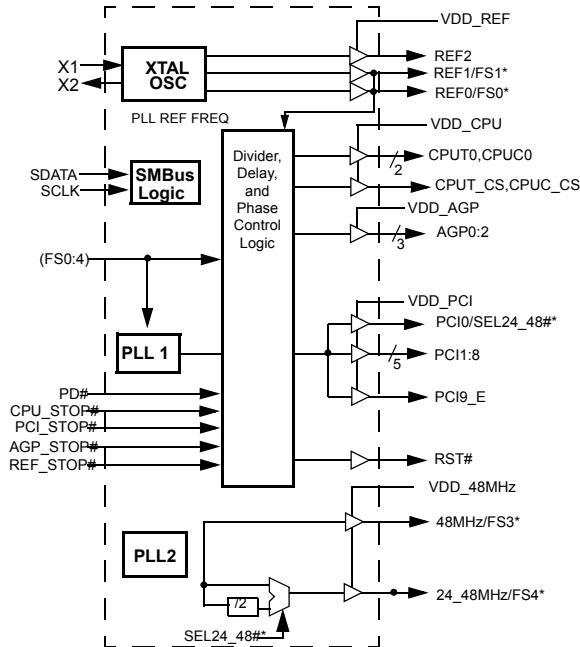 VDD_REF
X1
X2
XTAL
OSC
REF2
REF1/FS1*
REF0/FS0*
PLL REF FREQ
VDD_CPU
Divider,
Delay,
and
Phase
Control
Logic
2
CPUT0,CPUC0
SDATA
SCLK
SMBus
Logic
CPUT_CS,CPUC_CS
VDD_AGP
3
AGP0:2
(FS0:4)
VDD_PCI
PCI0/SEL24_48#*
PLL 1
5
PCI1:8
PD#
CPU_STOP#
PCI_STOP#
AGP_STOP#
REF_STOP#
PCI9_E
RST#
VDD_48MHz
48MHz/FS3*
PLL2
/2
24_48MHz/FS4*
SEL24_48#*